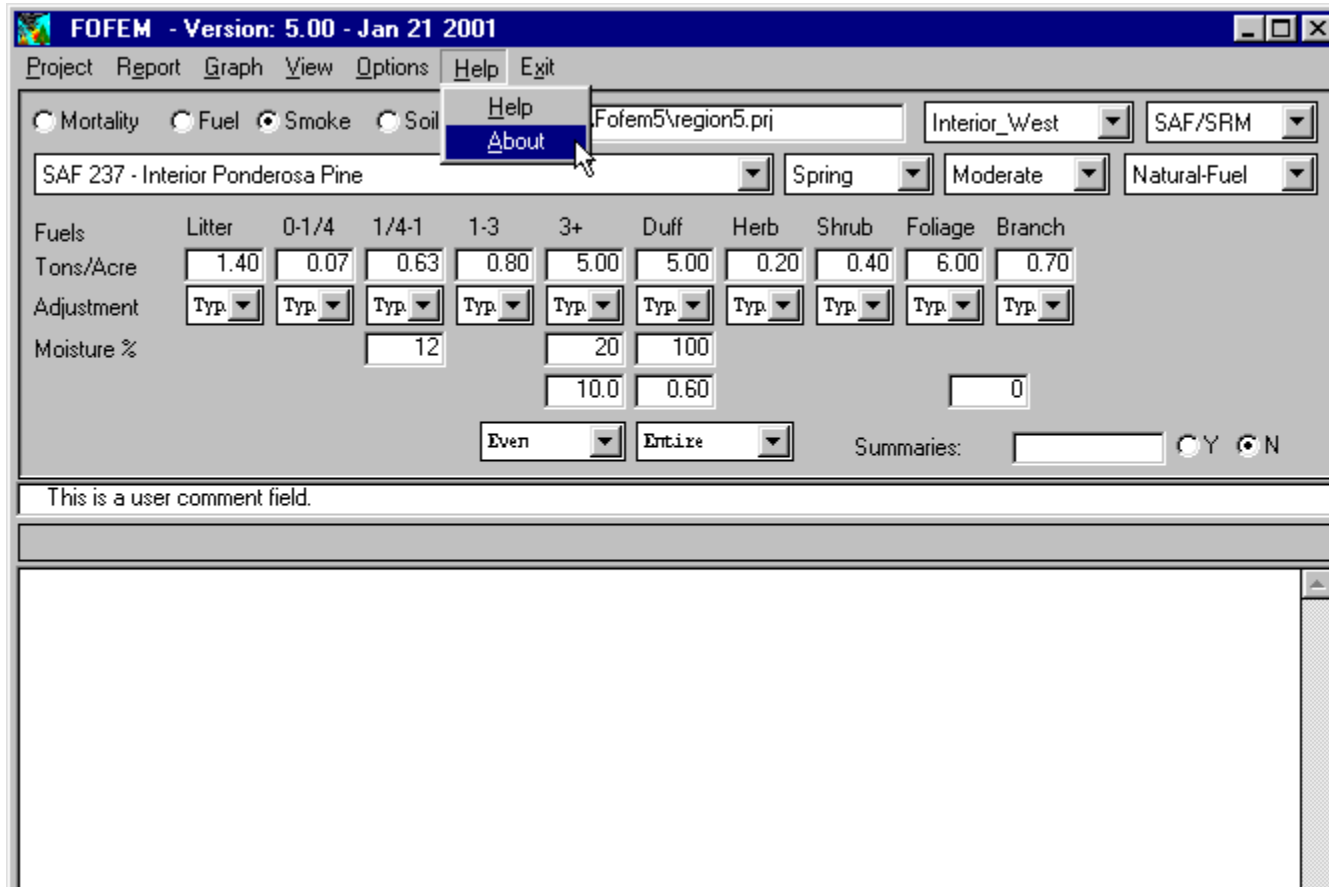 FOFEM - Version: 5.00 - Jan 21 2001
Project Report Graph View Options Help Exit
Help
About
Mortality Fuel Smoke Soil .Fofem5\region5.prj Interior_West SAF/SRM
SAF 237 - Interior Ponderosa Pine Spring Moderate Natural-Fuel
Fuels Litter 0-1/4 1/4-1 1-3 3+ Duff Herb Shrub Foliage Branch
Tons/Acre 1.40 0.07 0.63 0.80 5.00 5.00 0.20 0.40 6.00 0.70
Adjustment Typ. Typ. Typ. Typ. Typ. Typ. Typ. Typ. Typ. Typ.
Moisture % 12 20 100
10.0 0.60 0
Even Entire Summaries: Y N
This is a user comment field.